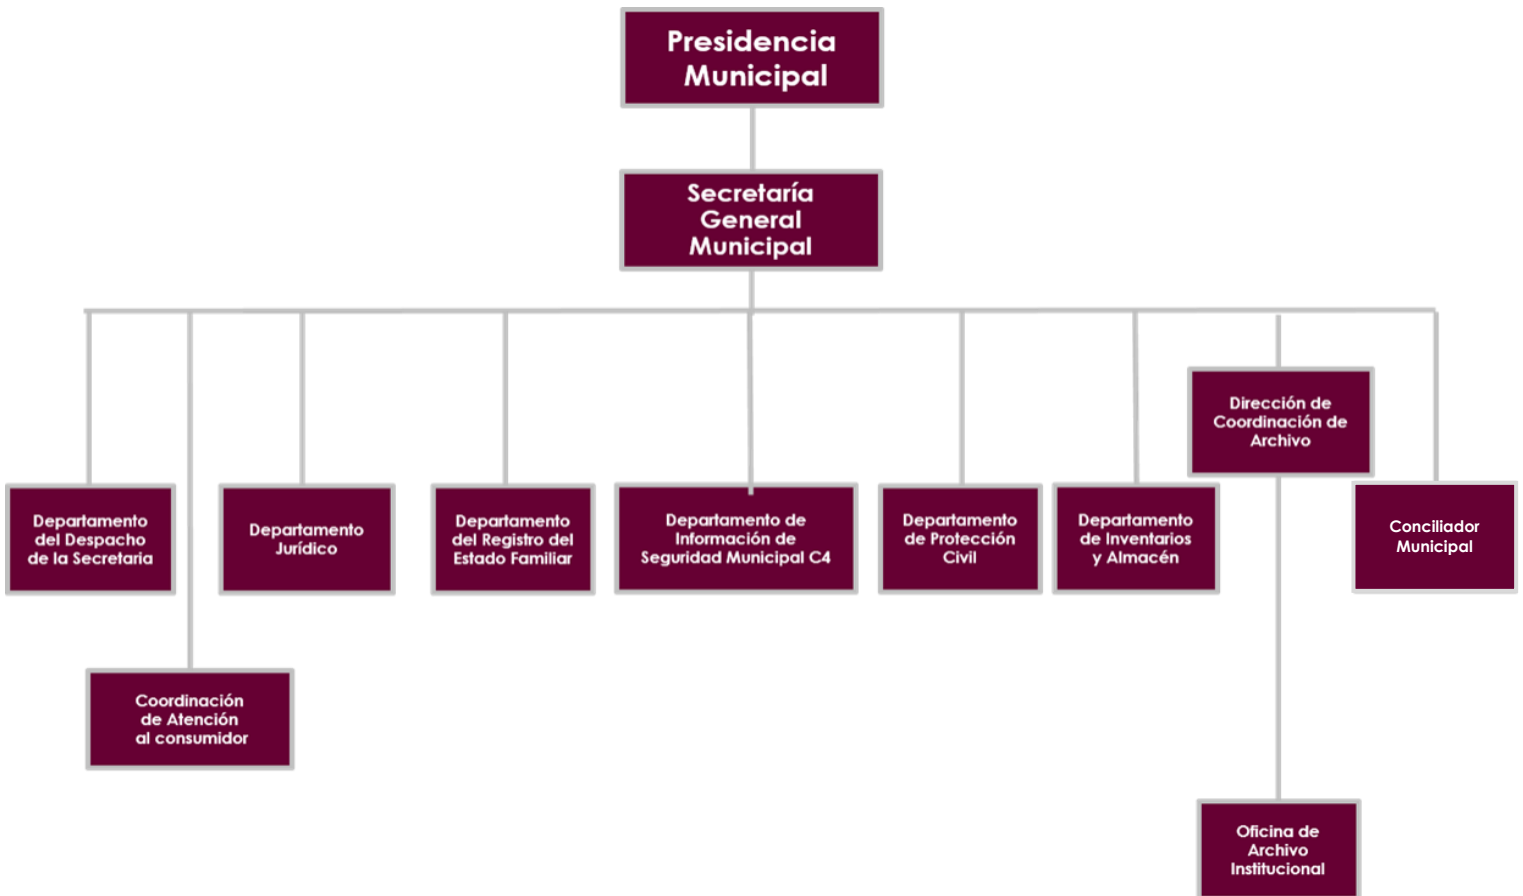 Presidencia
Municipal
Secretaría
General
Municipal
Dirección de
Coordinación de
Archivo
Departamento
del Despacho
de la Secretaria
Departamento
Jurídico
Departamento
del Registro del
Estado Familiar
Departamento de
Información de
Seguridad Municipal C4
Departamento
de Protección
Civil
Departamento
de Inventarios
y Almacén
Conciliador
Municipal
Coordinación
de Atención
al consumidor
Oficina de
Archivo
Institucional